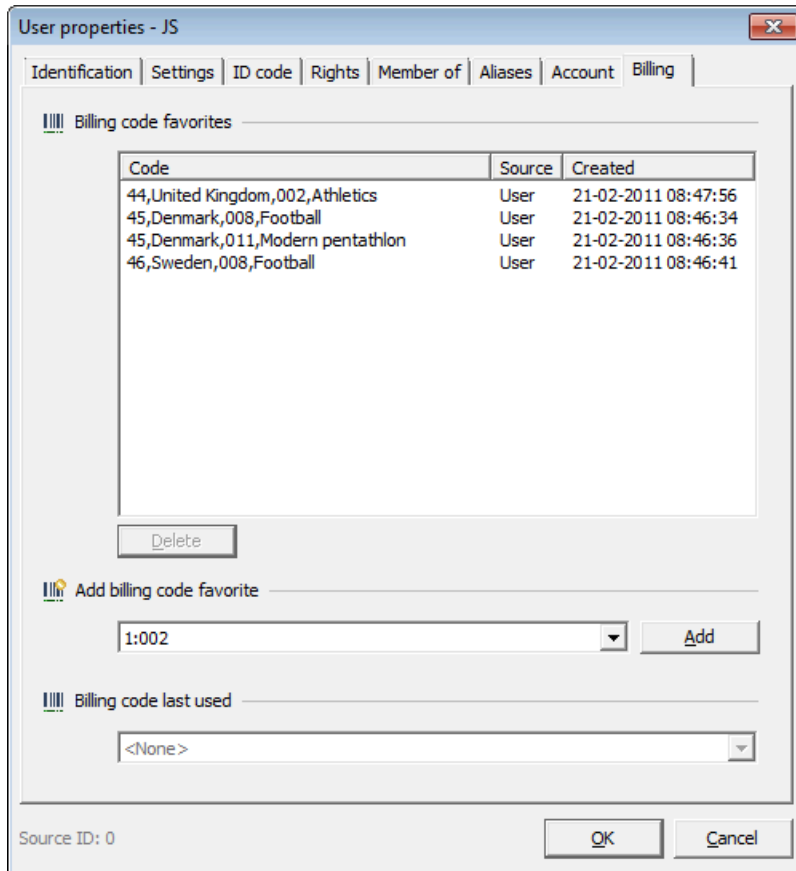 User properties - JS
Identification Settings ID code Rights Member of Aliases Account Billing
Billing code favorites
Code Source Created
44,United Kingdom,002,Athletics User 21-02-2011 08:47:56
45,Denmark,008,Football User 21-02-2011 08:46:34
45,Denmark,011,Modern pentathlon User 21-02-2011 08:46:36
46,Sweden,008,Football User 21-02-2011 08:46:41
Delete
Add billing code favorite
1:002 Add
Billing code last used
<None>
Source ID: 0 OK Cancel